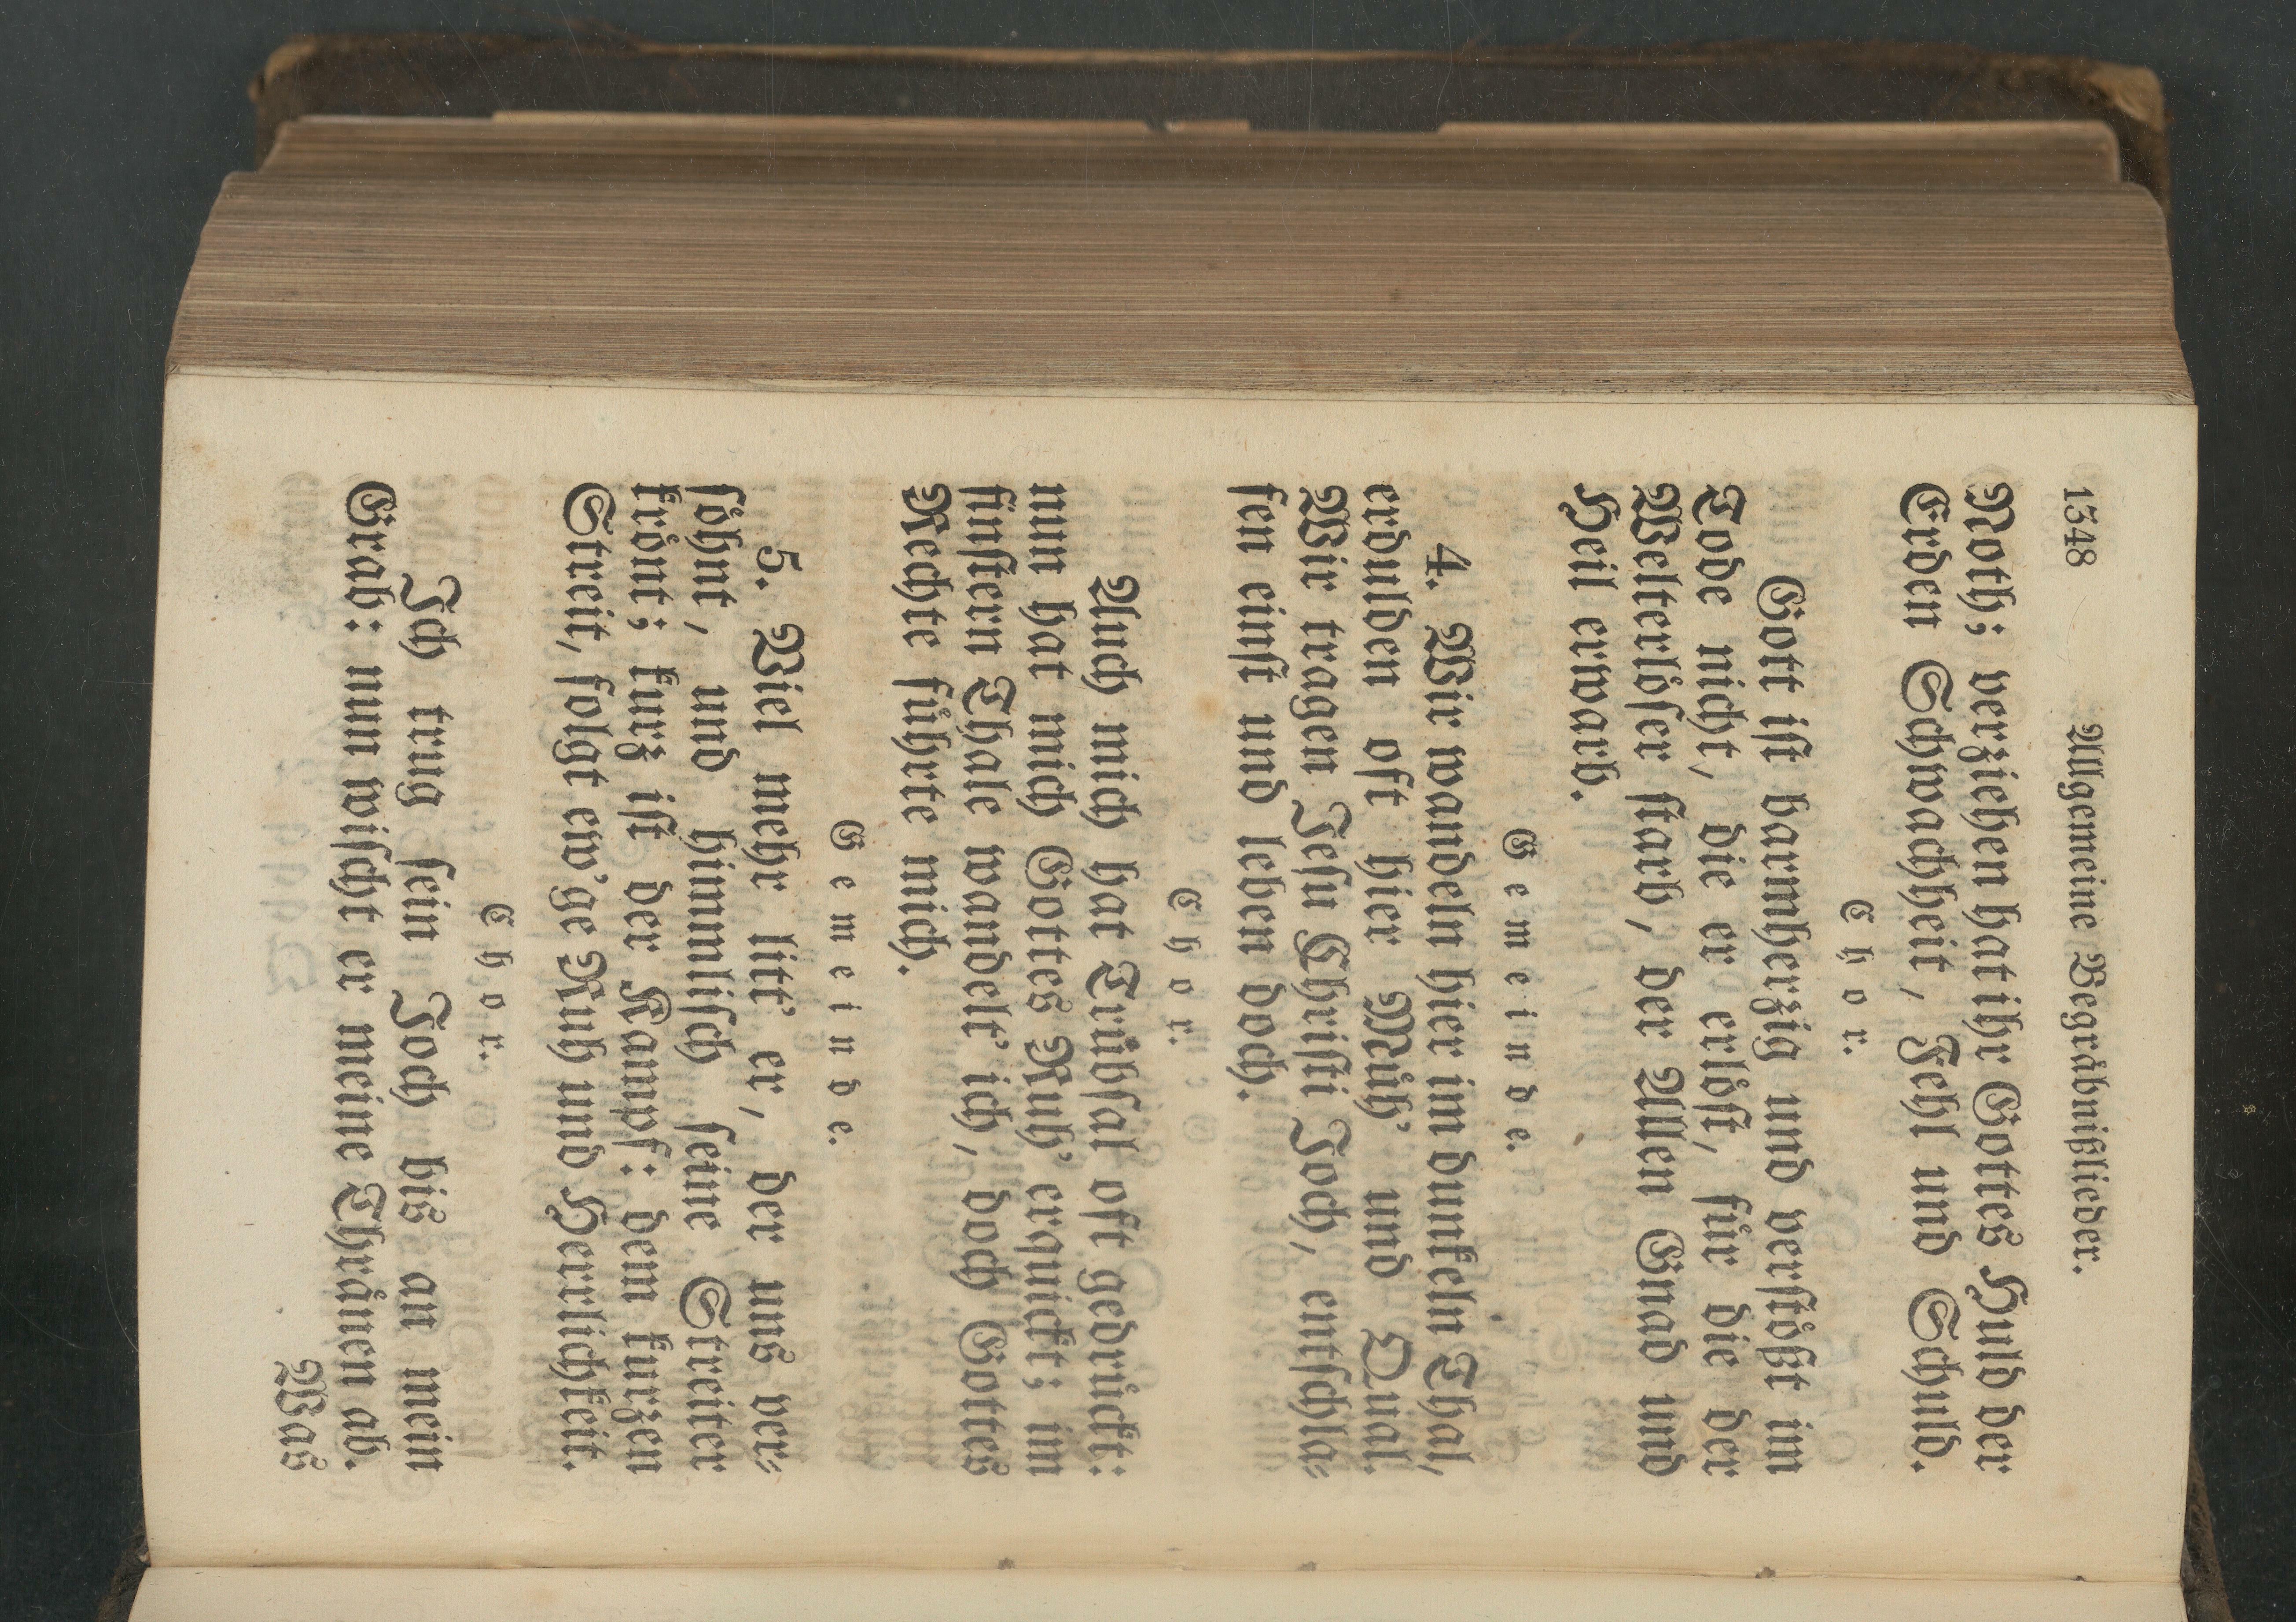 1348 Allgemeine Begräbnißlieder.
Noth; verziehen hat ihr Gottes Huld der
Erden Schwachheit, Fehl und Schuld.
Chor.
Gott ist barmherzig und verstößt im
Tode nicht, die er erlöst, für die der
Welterlöser starb, der Allen Gnad und
Heil erwarb.
Gemeinde.
4. Wir wandeln hier im dunkeln Thal,
erdulden oft hier Müh' und Qual.
Wir tragen Jesu Christi Joch, entschla-
fen einst und leben doch.
Chor.
Auch mich hat Trübsal oft gedrückt:
nun hat mich Gottes Ruh' erquickt; im
finstern Thale wandelt' ich, doch Gottes
Rechte führte mich.
Gemeinde.
5. Viel mehr litt' er, der uns ver-
söhnt, und himmlisch seine Streiter
krönt; kurz ist der Kampf: dem kurzen
Streit, folgt ew'ge Ruh und Herrlichkeit.
Chor.
Ich trug sein Joch bis an mein
Grab: nun wischt er meine Thränen ab.
Was